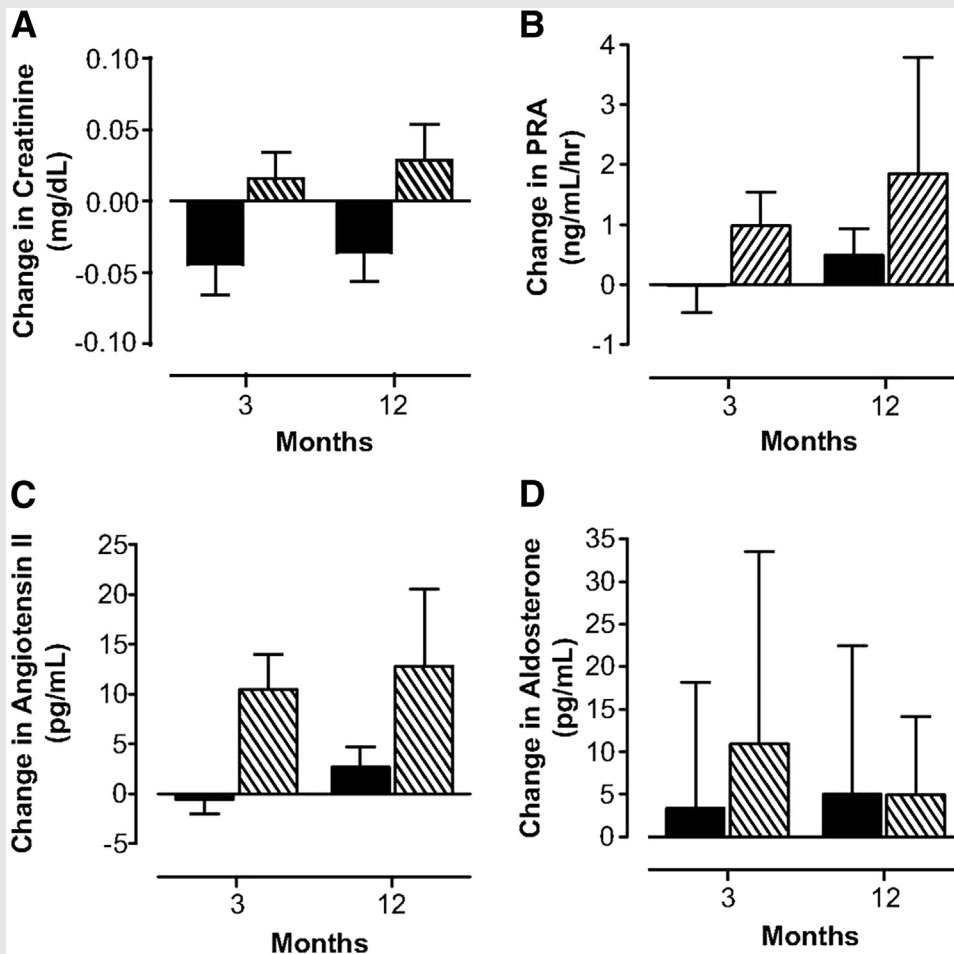 A
Change in Creatinine
(mg/dL)
0.10
0.05
0.00
-0.05
-0.10
3
12
Months
B
Change in PRA
(ng/mL/hr)
4
3
2
1
0
-1
3
12
Months
C
Change in Angiotensin II
(pg/mL)
25
20
15
10
5
0
-5
3
12
Months
D
Change in Aldosterone
(pg/mL)
35
30
25
20
15
10
5
0
3
12
Months